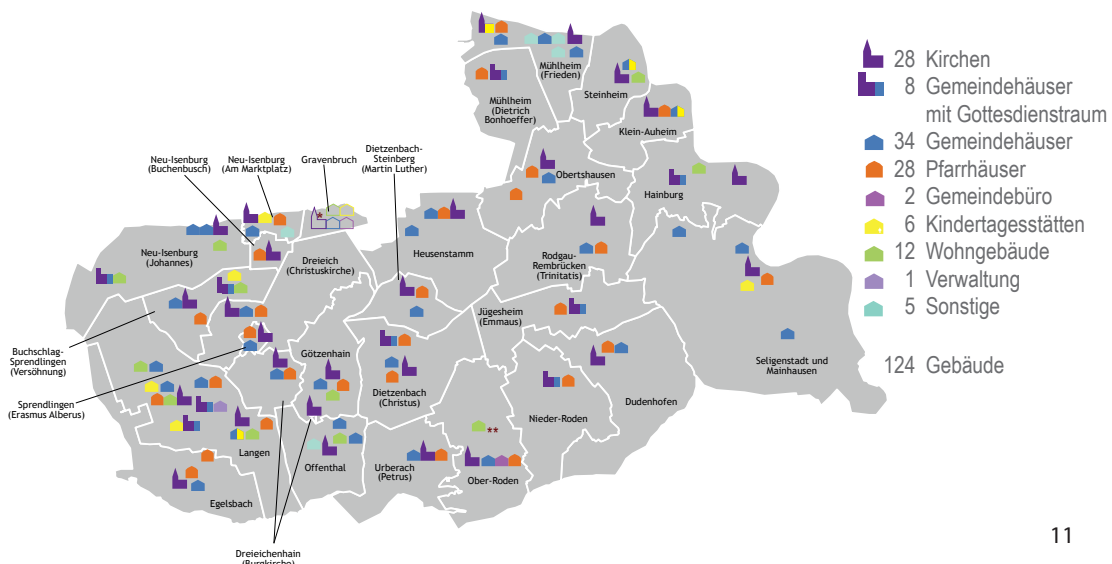 Mühlheim
(Frieden)
Steinheim
Mühlheim
(Dietrich
Bonhoeffer)
Klein-Auheim
Dietzenbach-
Steinberg
(Martin Luther)
Neu-Isenburg
(Buchenbusch)
Neu-Isenburg
(Am Marktplatz)
Gravenbruch
*
Obertshausen
Hainburg
Neu-Isenburg
(Johannes)
Dreieich
(Christuskirche)
Heusenstamm
Rodgau-
Rembrücken
(Trinitatis)
Jügesheim
(Emmaus)
Buchschlag-
Sprendlingen
(Versöhnung)
Götzenhain
Seligenstadt und
Mainhausen
Sprendlingen
(Erasmus Alberus)
Dietzenbach
(Christus)
Dudenhofen
Nieder-Roden
**
Langen
Offenthal
Urberach
(Petrus)
Ober-Roden
Egelsbach
Dreieichenhain
(Burgkirche)
28 Kirchen
8 Gemeindehäuser
mit Gottesdienstraum
34 Gemeindehäuser
28 Pfarrhäuser
2 Gemeindebüro
6 Kindertagesstätten
12 Wohngebäude
1 Verwaltung
5 Sonstige
124 Gebäude
11